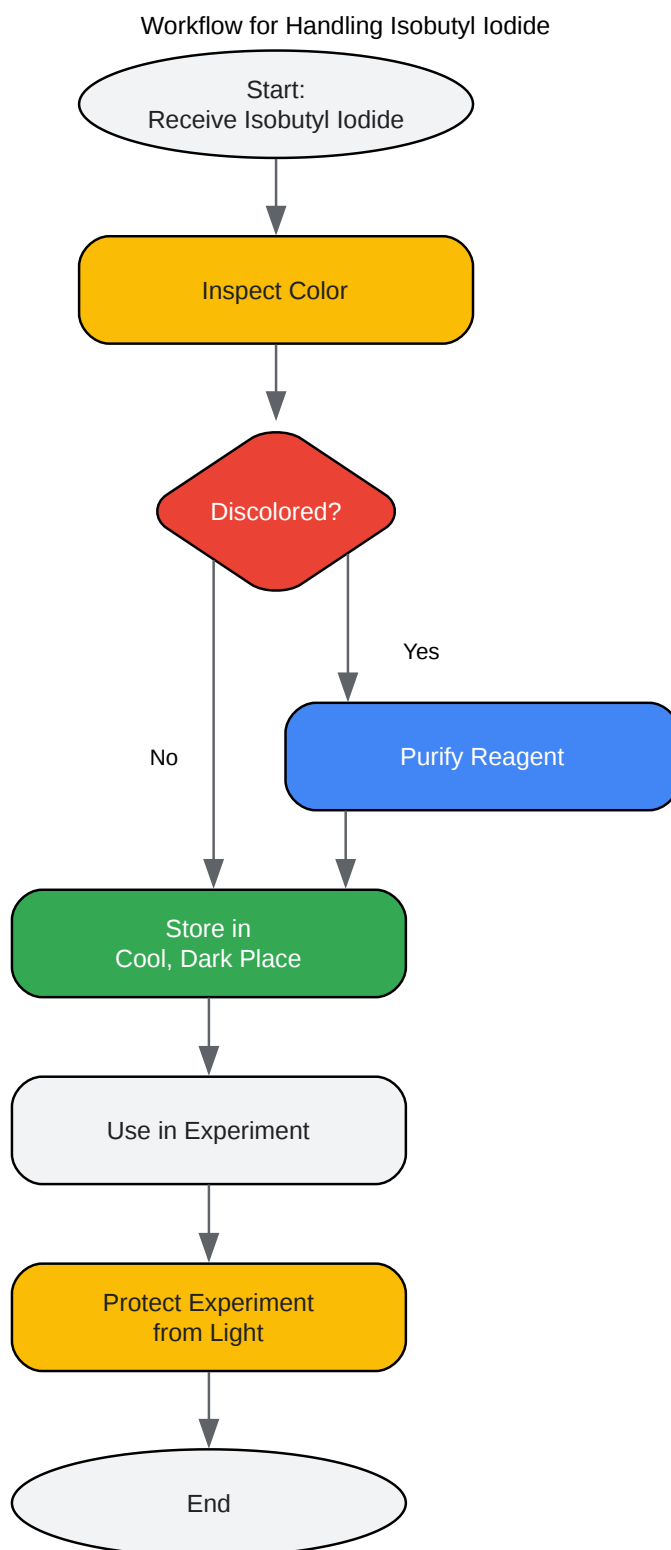 Workflow for Handling Isobutyl Iodide
Start:
Receive Isobutyl Iodide
Inspect Color
Discolored?
Yes
No
Purify Reagent
Store in
Cool, Dark Place
Use in Experiment
Protect Experiment
from Light
End